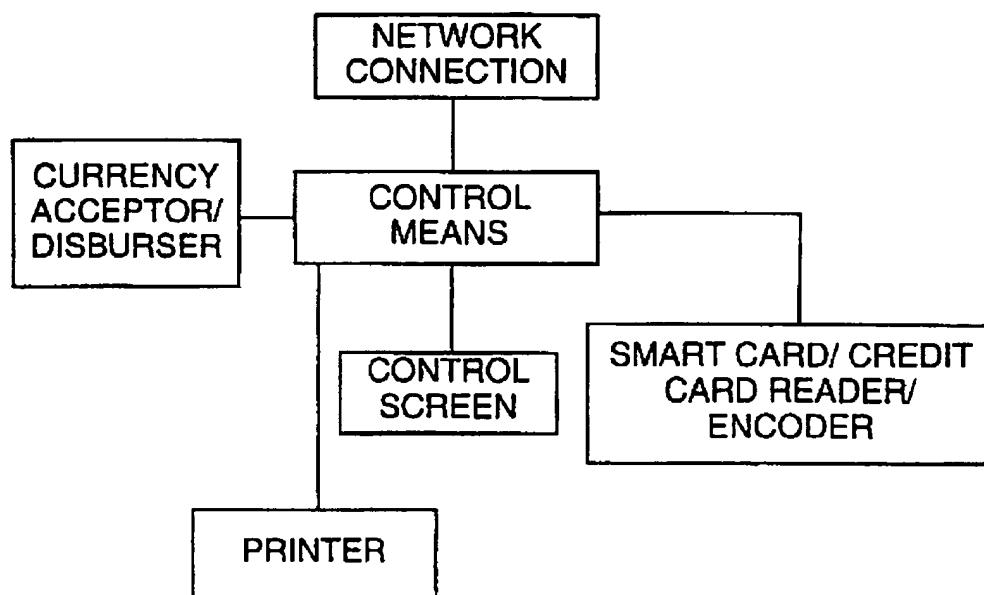 NETWORK
CONNECTION
CURRENCY
ACCEPTOR/
DISBURSER
CONTROL
MEANS
CONTROL
SCREEN
SMART CARD/ CREDIT
CARD READER/
ENCODER
PRINTER